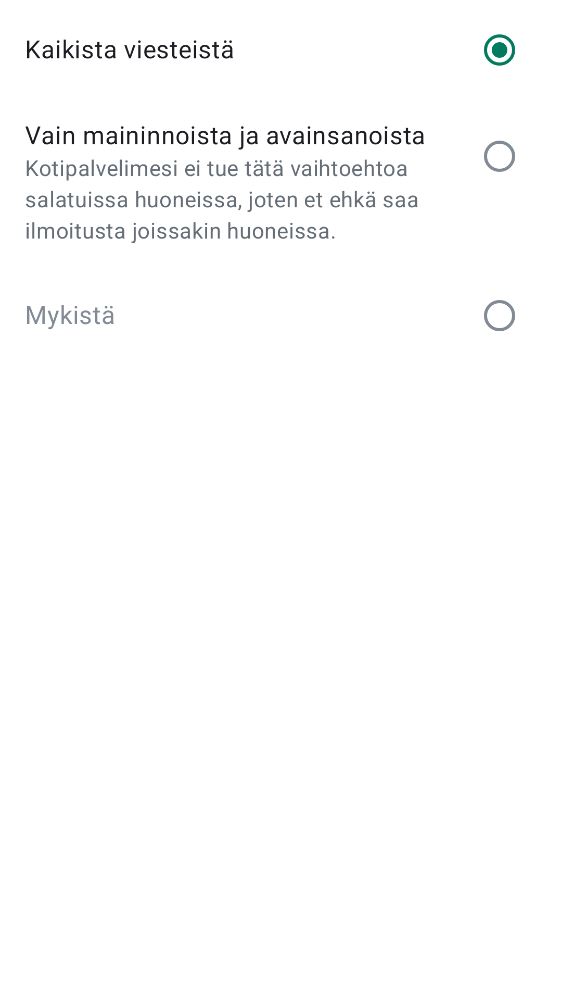 Kaikista viesteistä
Vain maininnoista ja avainsanoista
Kotipalvelimesi ei tue tätä vaihtoehtoa
salatuissa huoneissa, joten et ehkä saa
ilmoitusta joissakin huoneissa.
Mykistä